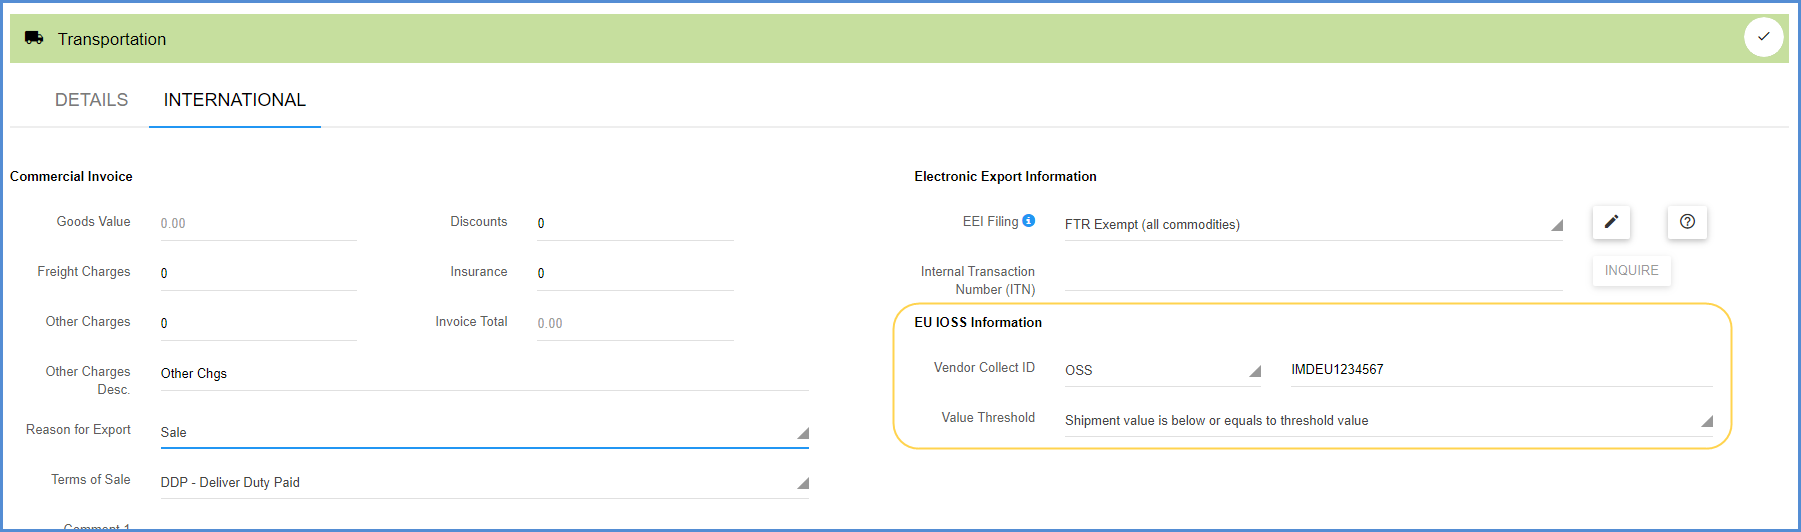 Transportation
DETAILS INTERNATIONAL
Commercial Invoice
Goods Value 0.00 Discounts 0
Freight Charges 0 Insurance 0
Other Charges 0 Invoice Total 0.00
Other Charges
Desc. Other Chgs
Reason for Export Sale
Terms of Sale DDP - Deliver Duty Paid
Comment 1
Electronic Export Information
EEI Filing FTR Exempt (all commodities)
Internal Transaction
Number (ITN) INQUIRE
EU IOSS Information
Vendor Collect ID OSS IMDEU1234567
Value Threshold Shipment value is below or equals to threshold value